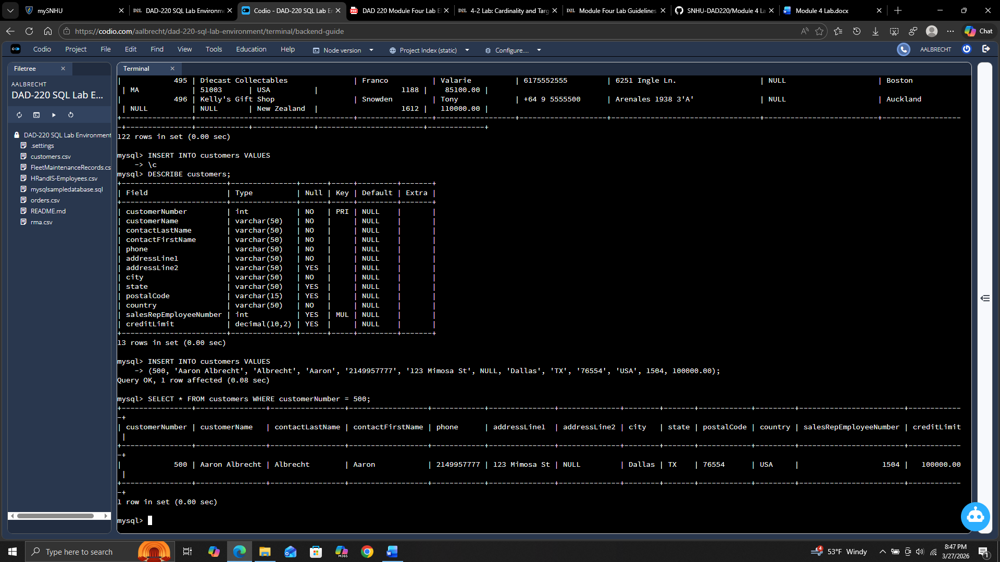 mySNHU
DAD-220 SQL Lab Environm
Codio - DAD-220 SQL Lab Er
DAD 220 Module Four Lab E
4-2 Lab: Cardinality and Targ
Module Four Lab Guidelines
SNHU-DAD220/Module 4 La
Module 4 Lab.docx
https://codio.com/aalbrecht/dad-220-sql-lab-environment/terminal/backend-guide
Chat
Codio Project File Edit Find View Tools Education Help Node version Project Index (static) Configure.... AALBRECHT
Filetree
Terminal
AALBRECHT
DAD-220 SQL Lab E...
DAD-220 SQL Lab Environment
.settings
customers.csv
FleetMaintenanceRecords.cs
HRandIS-Employees.csv
mysqlsampledatabase.sql
orders.csv
README.md
rma.csv
| 495 | Diecast Collectables | Franco | Valarie | 6175552555 | 6251 Ingle Ln. | NULL | Boston
| MA | 51003 | USA | 1188 | 85100.00 |
| 496 | Kelly's Gift Shop | Snowden | Tony | +64 9 5555500 | Arenales 1938 3'A' | NULL | Auckland
| NULL | NULL | New Zealand | 1612 | 110000.00 |
122 rows in set (0.00 sec)
mysql> INSERT INTO customers VALUES
-> \c
mysql> DESCRIBE customers;
| Field | Type | Null | Key | Default | Extra |
| customerNumber | int | NO | PRI | NULL | |
| customerName | varchar(50) | NO | | NULL | |
| contactLastName | varchar(50) | NO | | NULL | |
| contactFirstName | varchar(50) | NO | | NULL | |
| phone | varchar(50) | NO | | NULL | |
| addressLine1 | varchar(50) | NO | | NULL | |
| addressLine2 | varchar(50) | YES | | NULL | |
| city | varchar(50) | NO | | NULL | |
| state | varchar(50) | YES | | NULL | |
| postalCode | varchar(15) | YES | | NULL | |
| country | varchar(50) | NO | | NULL | |
| salesRepEmployeeNumber | int | YES | MUL | NULL | |
| creditLimit | decimal(10,2) | YES | | NULL | |
13 rows in set (0.00 sec)
mysql> INSERT INTO customers VALUES
-> (500, 'Aaron Albrecht', 'Albrecht', 'Aaron', '2149957777', '123 Mimosa St', NULL, 'Dallas', 'TX', '76554', 'USA', 1504, 100000.00);
Query OK, 1 row affected (0.08 sec)
mysql> SELECT * FROM customers WHERE customerNumber = 500;
| customerNumber | customerName | contactLastName | contactFirstName | phone | addressLine1 | addressLine2 | city | state | postalCode | country | salesRepEmployeeNumber | creditLimit
|
| 500 | Aaron Albrecht | Albrecht | Aaron | 2149957777 | 123 Mimosa St | NULL | Dallas | TX | 76554 | USA | 1504 | 100000.00
|
1 row in set (0.00 sec)
mysql>
Type here to search
M365
4
53°F Windy
8:47 PM
3/27/2026
1